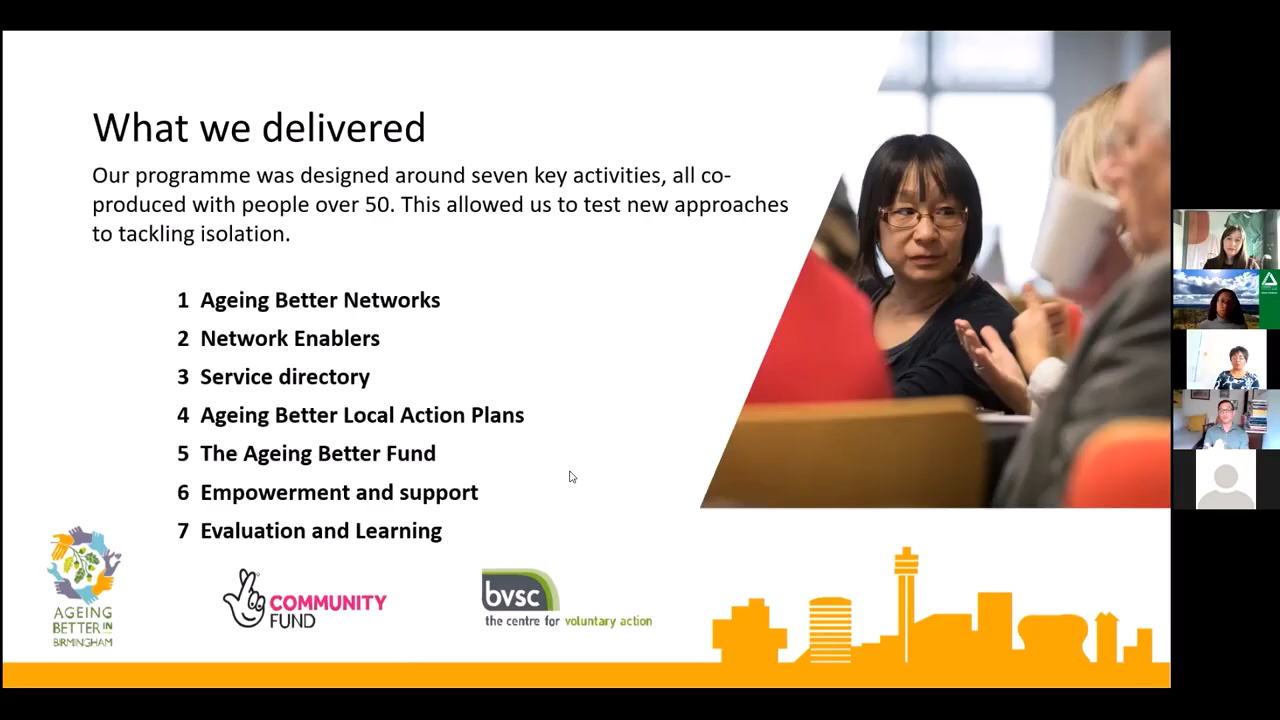 What we delivered
Our programme was designed around seven key activities, all co-
produced with people over 50. This allowed us to test new approaches
to tackling isolation.
1 Ageing Better Networks
2 Network Enablers
3 Service directory
4 Ageing Better Local Action Plans
5 The Ageing Better Fund
6 Empowerment and support
7 Evaluation and Learning
AGEING
BETTER IN
BIRMINGHAM
COMMUNITY
FUND
bvsc
the centre for voluntary action